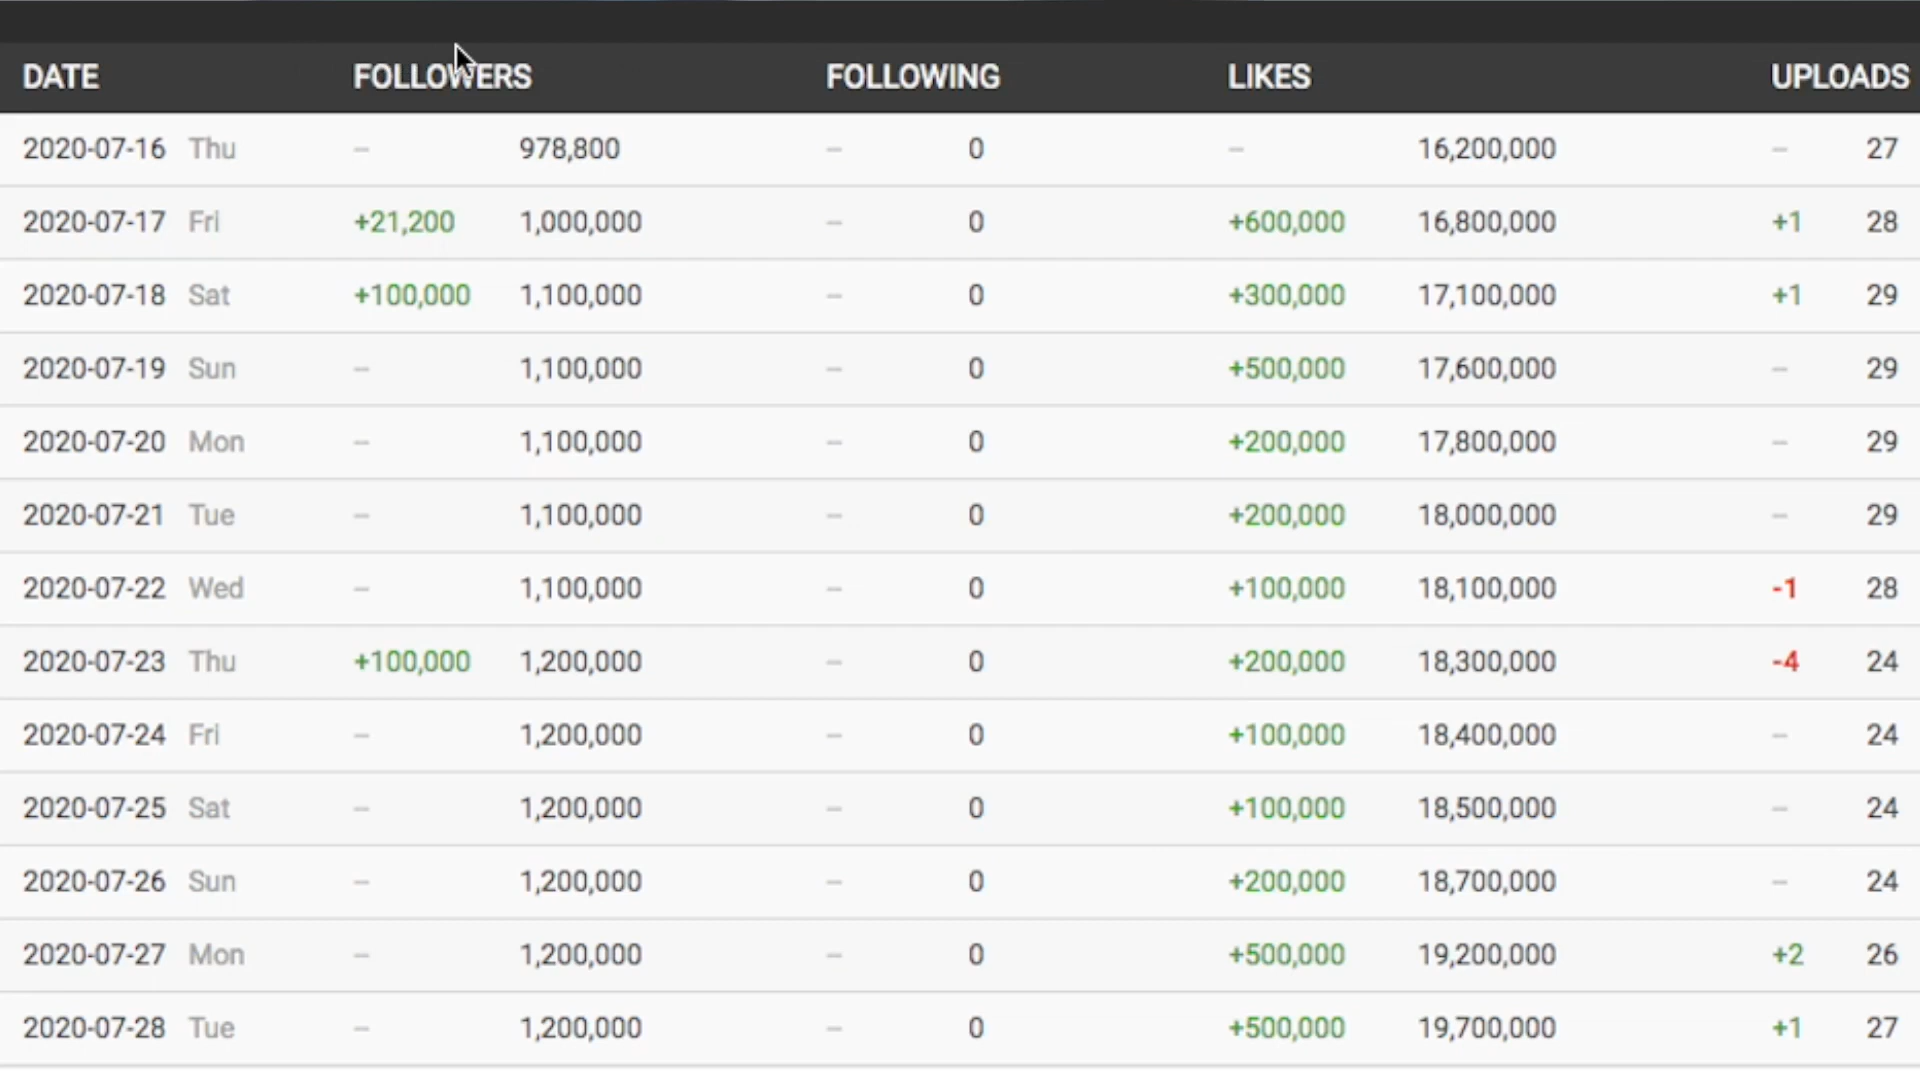 DATE FOLLOWERS FOLLOWING LIKES UPLOADS
2020-07-16 Thu – 978,800 – 0 – 16,200,000 – 27
2020-07-17 Fri +21,200 1,000,000 – 0 +600,000 16,800,000 +1 28
2020-07-18 Sat +100,000 1,100,000 – 0 +300,000 17,100,000 +1 29
2020-07-19 Sun – 1,100,000 – 0 +500,000 17,600,000 – 29
2020-07-20 Mon – 1,100,000 – 0 +200,000 17,800,000 – 29
2020-07-21 Tue – 1,100,000 – 0 +200,000 18,000,000 – 29
2020-07-22 Wed – 1,100,000 – 0 +100,000 18,100,000 -1 28
2020-07-23 Thu +100,000 1,200,000 – 0 +200,000 18,300,000 -4 24
2020-07-24 Fri – 1,200,000 – 0 +100,000 18,400,000 – 24
2020-07-25 Sat – 1,200,000 – 0 +100,000 18,500,000 – 24
2020-07-26 Sun – 1,200,000 – 0 +200,000 18,700,000 – 24
2020-07-27 Mon – 1,200,000 – 0 +500,000 19,200,000 +2 26
2020-07-28 Tue – 1,200,000 – 0 +500,000 19,700,000 +1 27